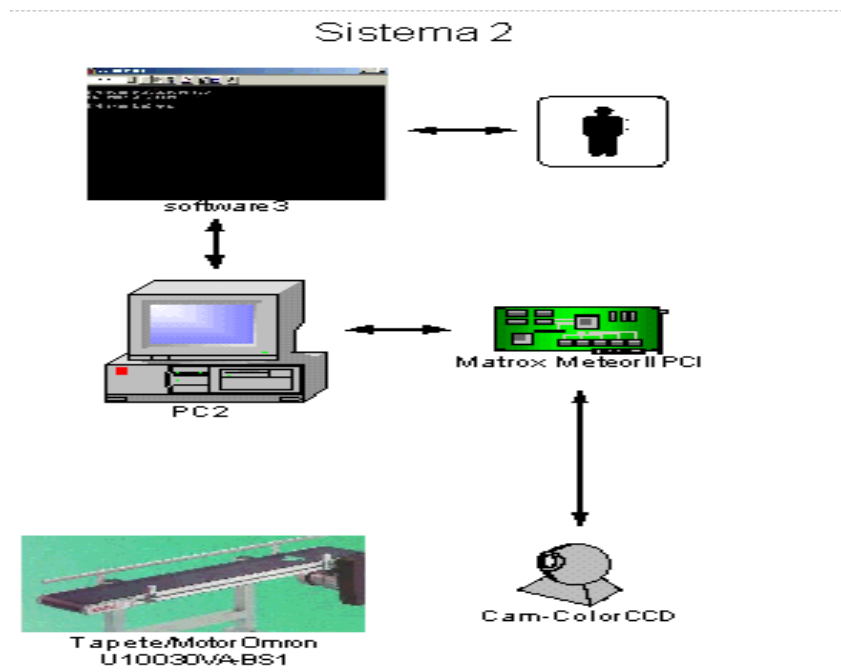 Sistema 2
software3
PC2
Matrox MeteorII PCI
Cam-ColorCCD
Tapete/Motor Omron
U10030VA-BS1